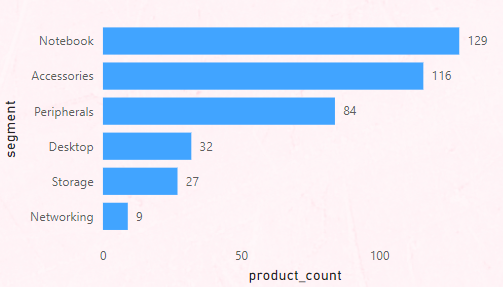 segment
Notebook 129
Accessories 116
Peripherals 84
Desktop 32
Storage 27
Networking 9
0 50 100
product_count